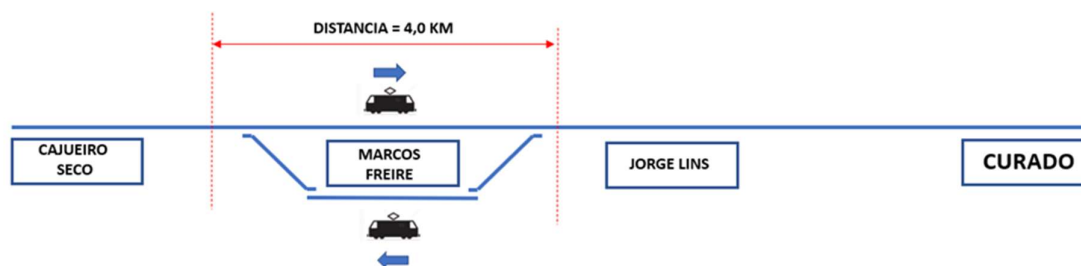 DISTANCIA = 4,0 KM
CAJUEIRO
SECO
MARCOS
FREIRE
JORGE LINS
CURADO